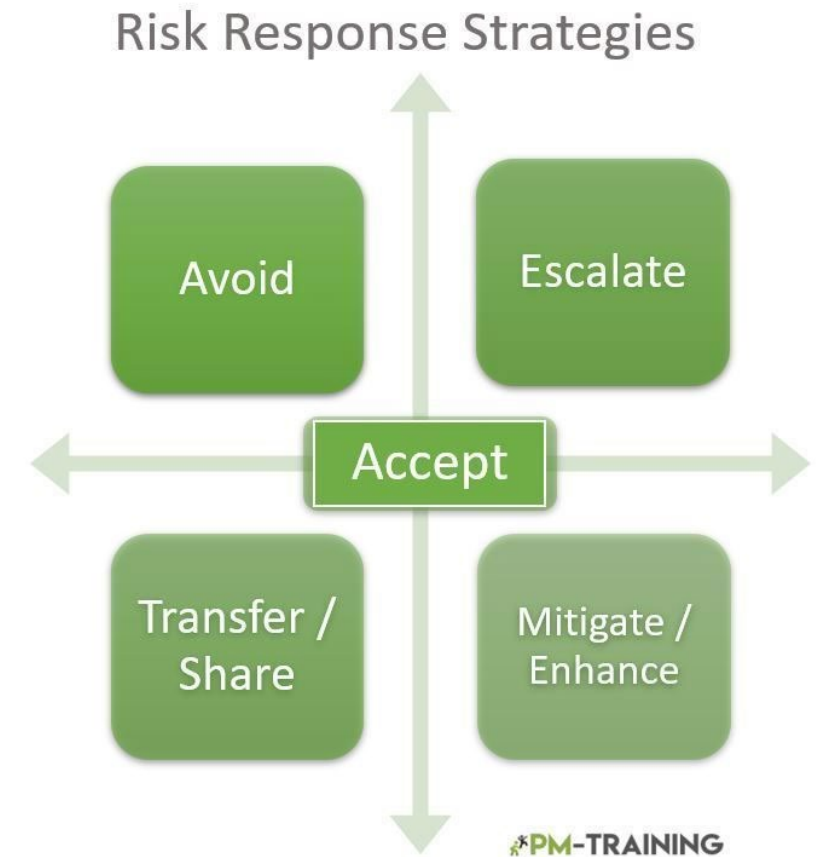 Risk Response Strategies
Avoid
Escalate
Accept
Transfer /
Share
Mitigate /
Enhance
PM-TRAINING